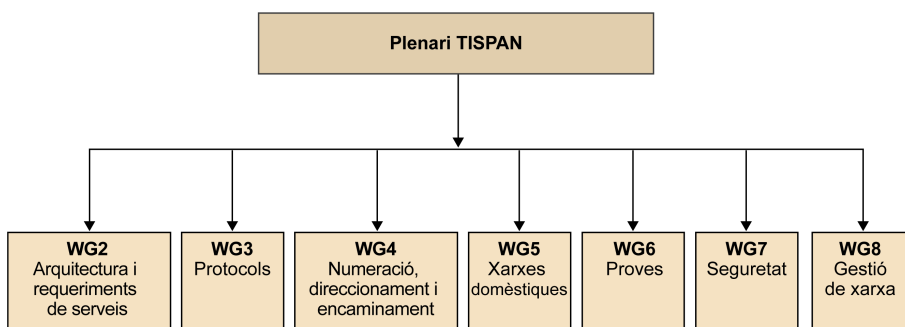 Plenari TISPAN
WG2
Arquitectura i
requeriments
de serveis
WG3
Protocols
WG4
Numeració,
direccionament i
encaminament
WG5
Xarxes
domèstiques
WG6
Proves
WG7
Seguretat
WG8
Gestió
de xarxa